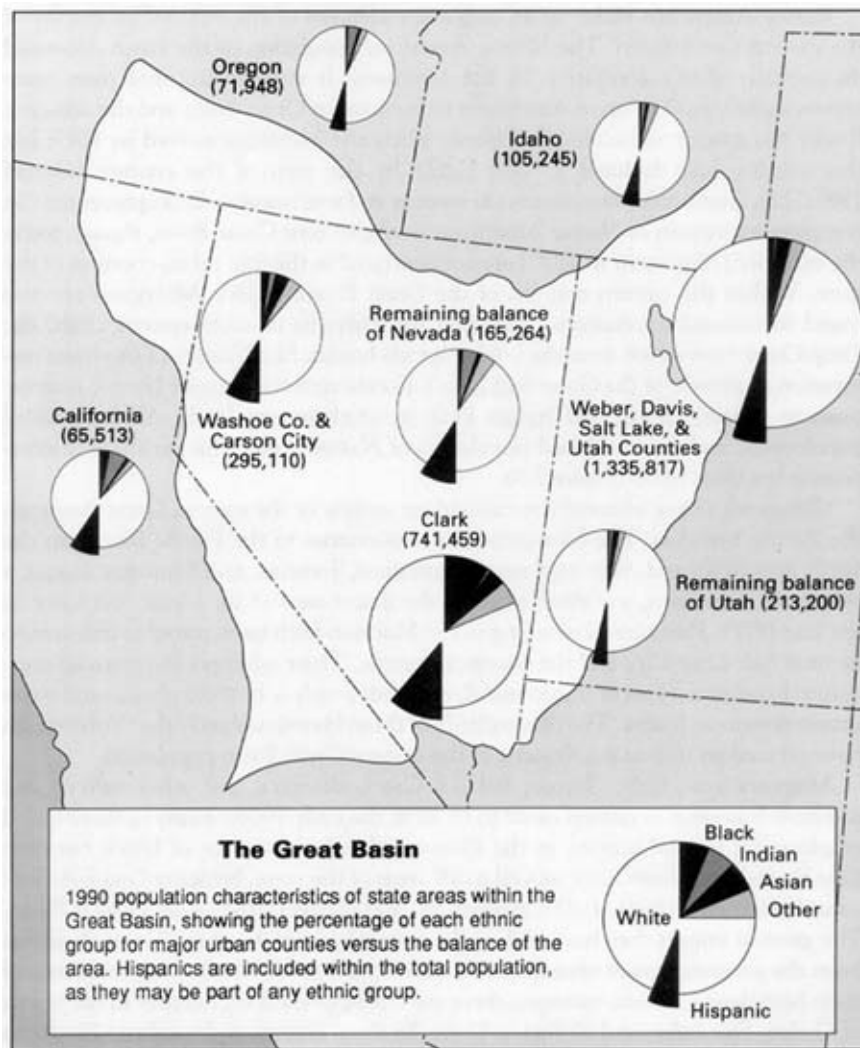 Oregon
(71,948)
Idaho
(105,245)
Remaining balance
of Nevada (165,264)
California
(65,513)
Washoe Co. &
Carson City
(295,110)
Weber, Davis,
Salt Lake, &
Utah Counties
(1,335,817)
Clark
(741,459)
Remaining balance
of Utah (213,200)
The Great Basin
1990 population characteristics of state areas within the
Great Basin, showing the percentage of each ethnic
group for major urban counties versus the balance of the
area. Hispanics are included within the total population,
as they may be part of any ethnic group.
Black
Indian
Asian
Other
White
Hispanic